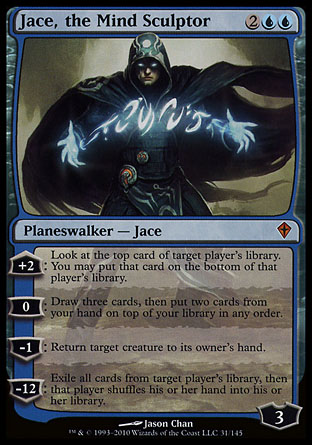 Jace, the Mind Sculptor 2
Planeswalker — Jace
+2 : Look at the top card of target player's library.
You may put that card on the bottom of that
player's library.
0 : Draw three cards, then put two cards from
your hand on top of your library in any order.
-1 : Return target creature to its owner's hand.
-12 : Exile all cards from target player's library, then
that player shuffles his or her hand into his or
her library.
Jason Chan
™ & © 1993-2010 Wizards of the Coast LLC 31/145
3